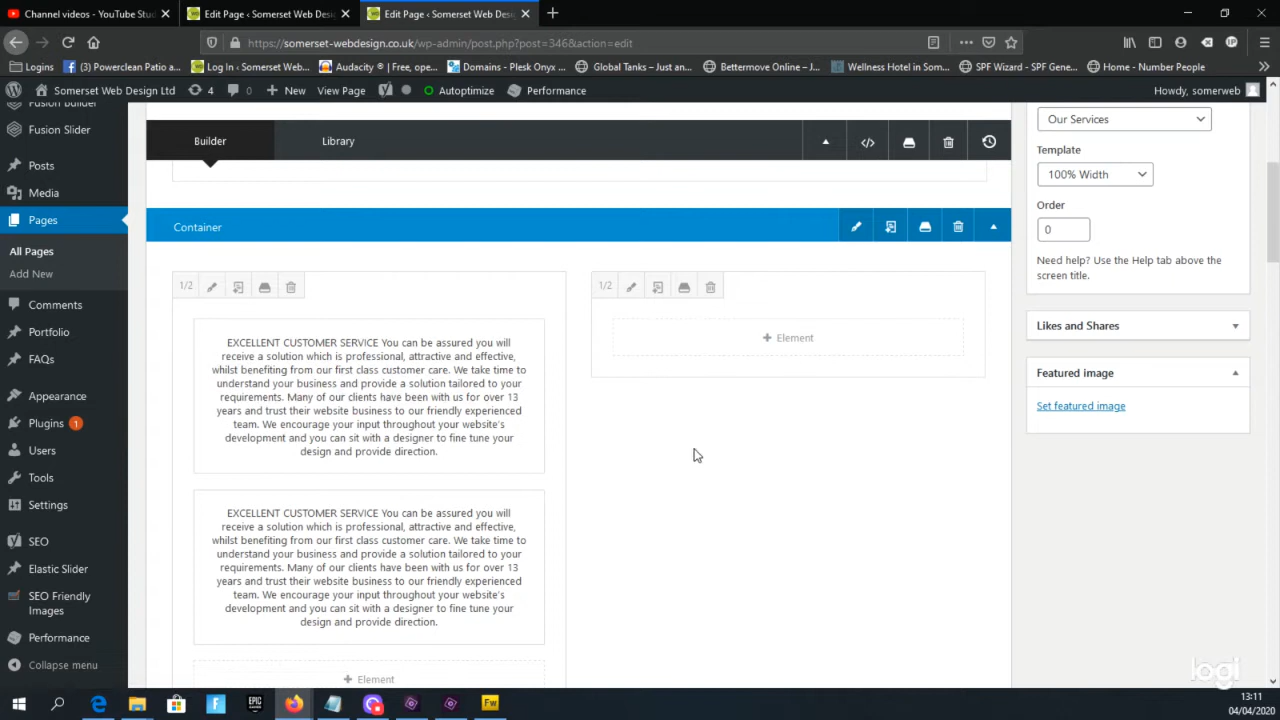 Channel videos - YouTube Stud
Edit Page ‹ Somerset Web Desig
Edit Page ‹ Somerset Web Desig
https://somerset-webdesign.co.uk/wp-admin/post.php?post=346&action=edit
Logins
(3) Powerclean Patio a...
Log In ‹ Somerset Web...
Audacity ® | Free, ope...
Domains - Plesk Onyx ...
Global Tanks – Just an...
Bettermove Online – J...
Wellness Hotel in Som...
SPF Wizard - SPF Gene...
Home - Number People
Somerset Web Design Ltd
4
0
New
View Page
Autoptimize
Performance
Howdy, somerweb
Fusion Builder
Fusion Slider
Posts
Media
Pages
All Pages
Add New
Comments
Portfolio
FAQs
Appearance
Plugins 1
Users
Tools
Settings
SEO
Elastic Slider
SEO Friendly
Images
Performance
Collapse menu
Builder
Library
Container
1/2
EXCELLENT CUSTOMER SERVICE You can be assured you will
receive a solution which is professional, attractive and effective,
whilst benefiting from our first class customer care. We take time to
understand your business and provide a solution tailored to your
requirements. Many of our clients have been with us for over 13
years and trust their website business to our friendly experienced
team. We encourage your input throughout your website's
development and you can sit with a designer to fine tune your
design and provide direction.
EXCELLENT CUSTOMER SERVICE You can be assured you will
receive a solution which is professional, attractive and effective,
whilst benefiting from our first class customer care. We take time to
understand your business and provide a solution tailored to your
requirements. Many of our clients have been with us for over 13
years and trust their website business to our friendly experienced
team. We encourage your input throughout your website's
development and you can sit with a designer to fine tune your
design and provide direction.
+ Element
1/2
+ Element
Our Services
Template
100% Width
Order
0
Need help? Use the Help tab above the
screen title.
Likes and Shares
Featured image
Set featured image
logi
EPIC
GAMES
Fw
13:11
04/04/2020